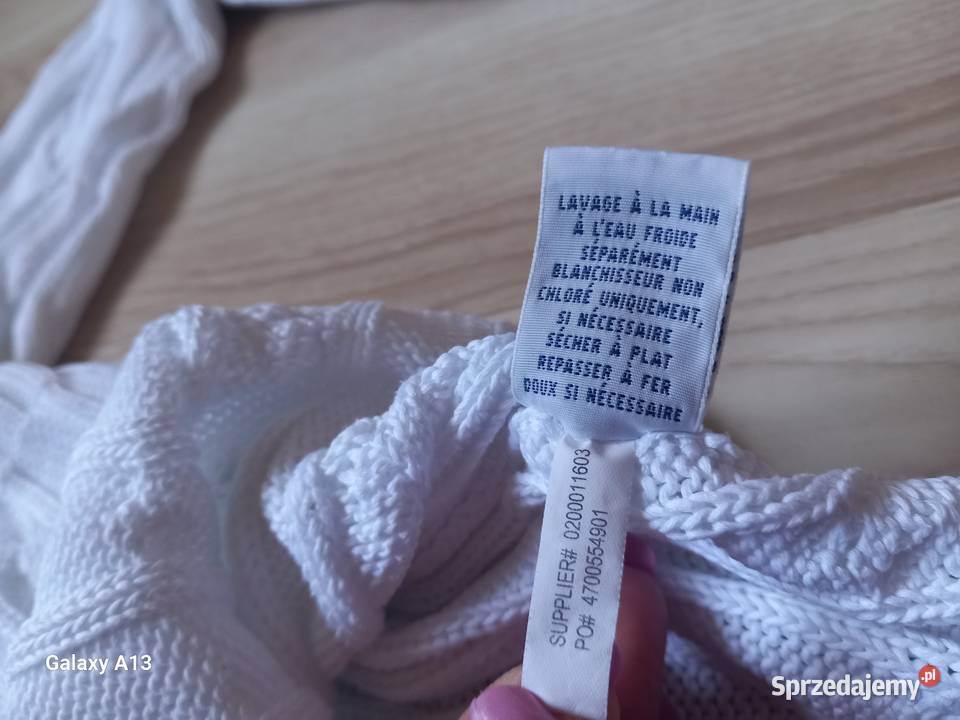 LAVAGE À LA MAIN
À L'EAU FROIDE
SÉPARÉMENT
BLANCHISSEUR NON
CHLORÉ UNIQUEMENT,
SI NÉCESSAIRE
SÉCHER À PLAT
REPASSER À FER
DOUX SI NÉCESSAIRE
SUPPLIER# 0200011603
PO# 4700554901
Galaxy A13
Sprzedajemy.pl